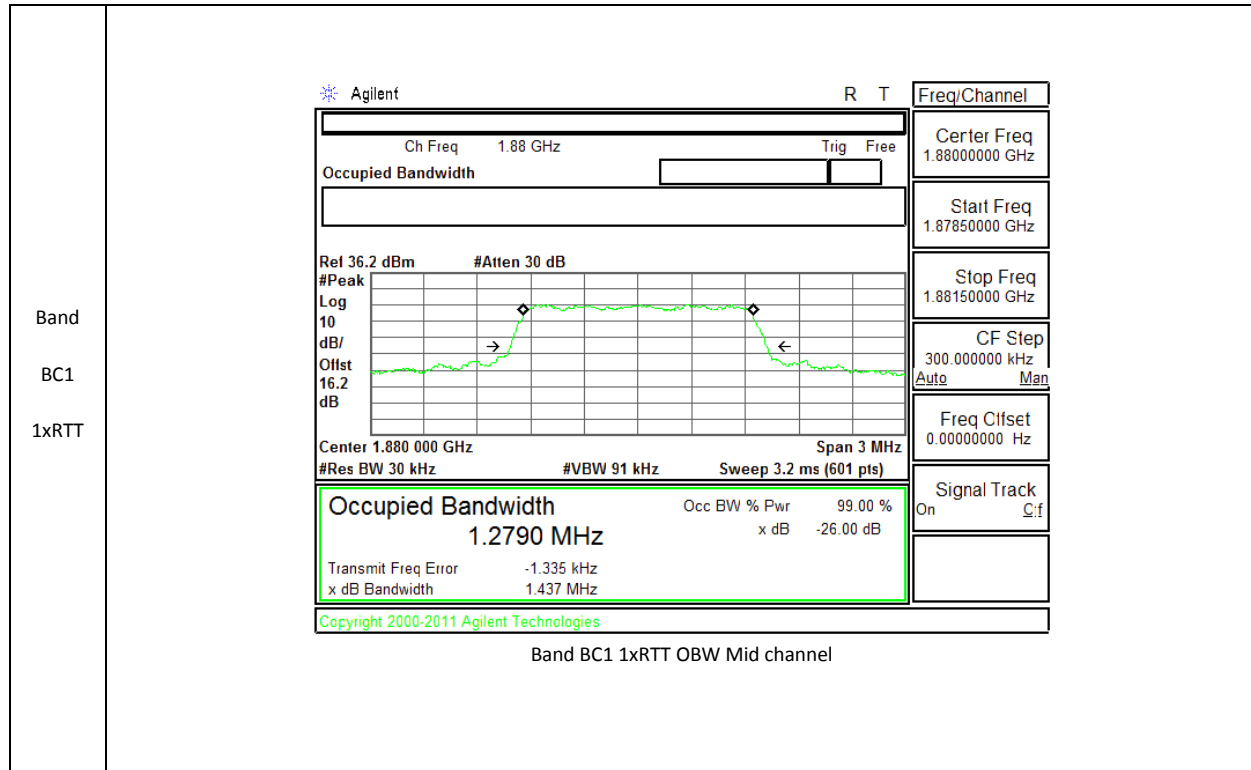 Band
BC1
1xRTT
Agilent R T
Ch Freq 1.88 GHz Trig Free
Occupied Bandwidth
Ref 36.2 dBm #Atten 30 dB
#Peak
Log
10
dB/
Offst
16.2
dB
Center 1.880 000 GHz Span 3 MHz
#Res BW 30 kHz #VBW 91 kHz Sweep 3.2 ms (601 pts)
Occupied Bandwidth Occ BW % Pwr 99.00 %
1.2790 MHz x dB -26.00 dB
Transmit Freq Error -1.335 kHz
x dB Bandwidth 1.437 MHz
Copyright 2000-2011 Agilent Technologies
Freq/Channel
Center Freq
1.88000000 GHz
Start Freq
1.87850000 GHz
Stop Freq
1.88150000 GHz
CF Step
300.000000 kHz
Auto Man
Freq Offset
0.00000000 Hz
Signal Track
On Off
Band BC1 1xRTT OBW Mid channel